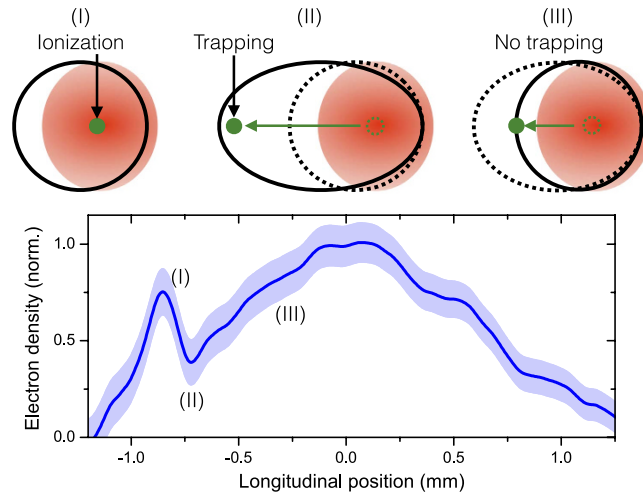 (I) (II) (III)
Ionization Trapping No trapping
1.0
0.5
0.0
Electron density (norm.)
(I)
(II)
(III)
-1.0 -0.5 0.0 0.5 1.0
Longitudinal position (mm)